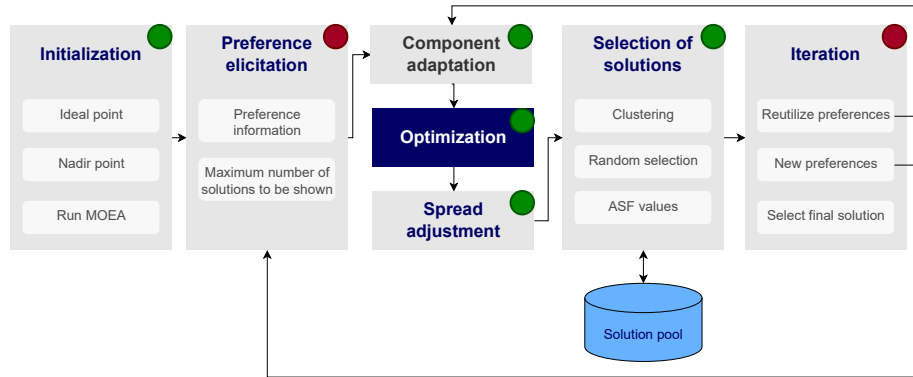 Initialization
Ideal point
Nadir point
Run MOEA
Preference
elicitation
Preference
information
Maximum number of
solutions to be shown
Component
adaptation
Optimization
Spread
adjustment
Selection of
solutions
Clustering
Random selection
ASF values
Solution pool
Iteration
Reutilize preferences
New preferences
Select final solution